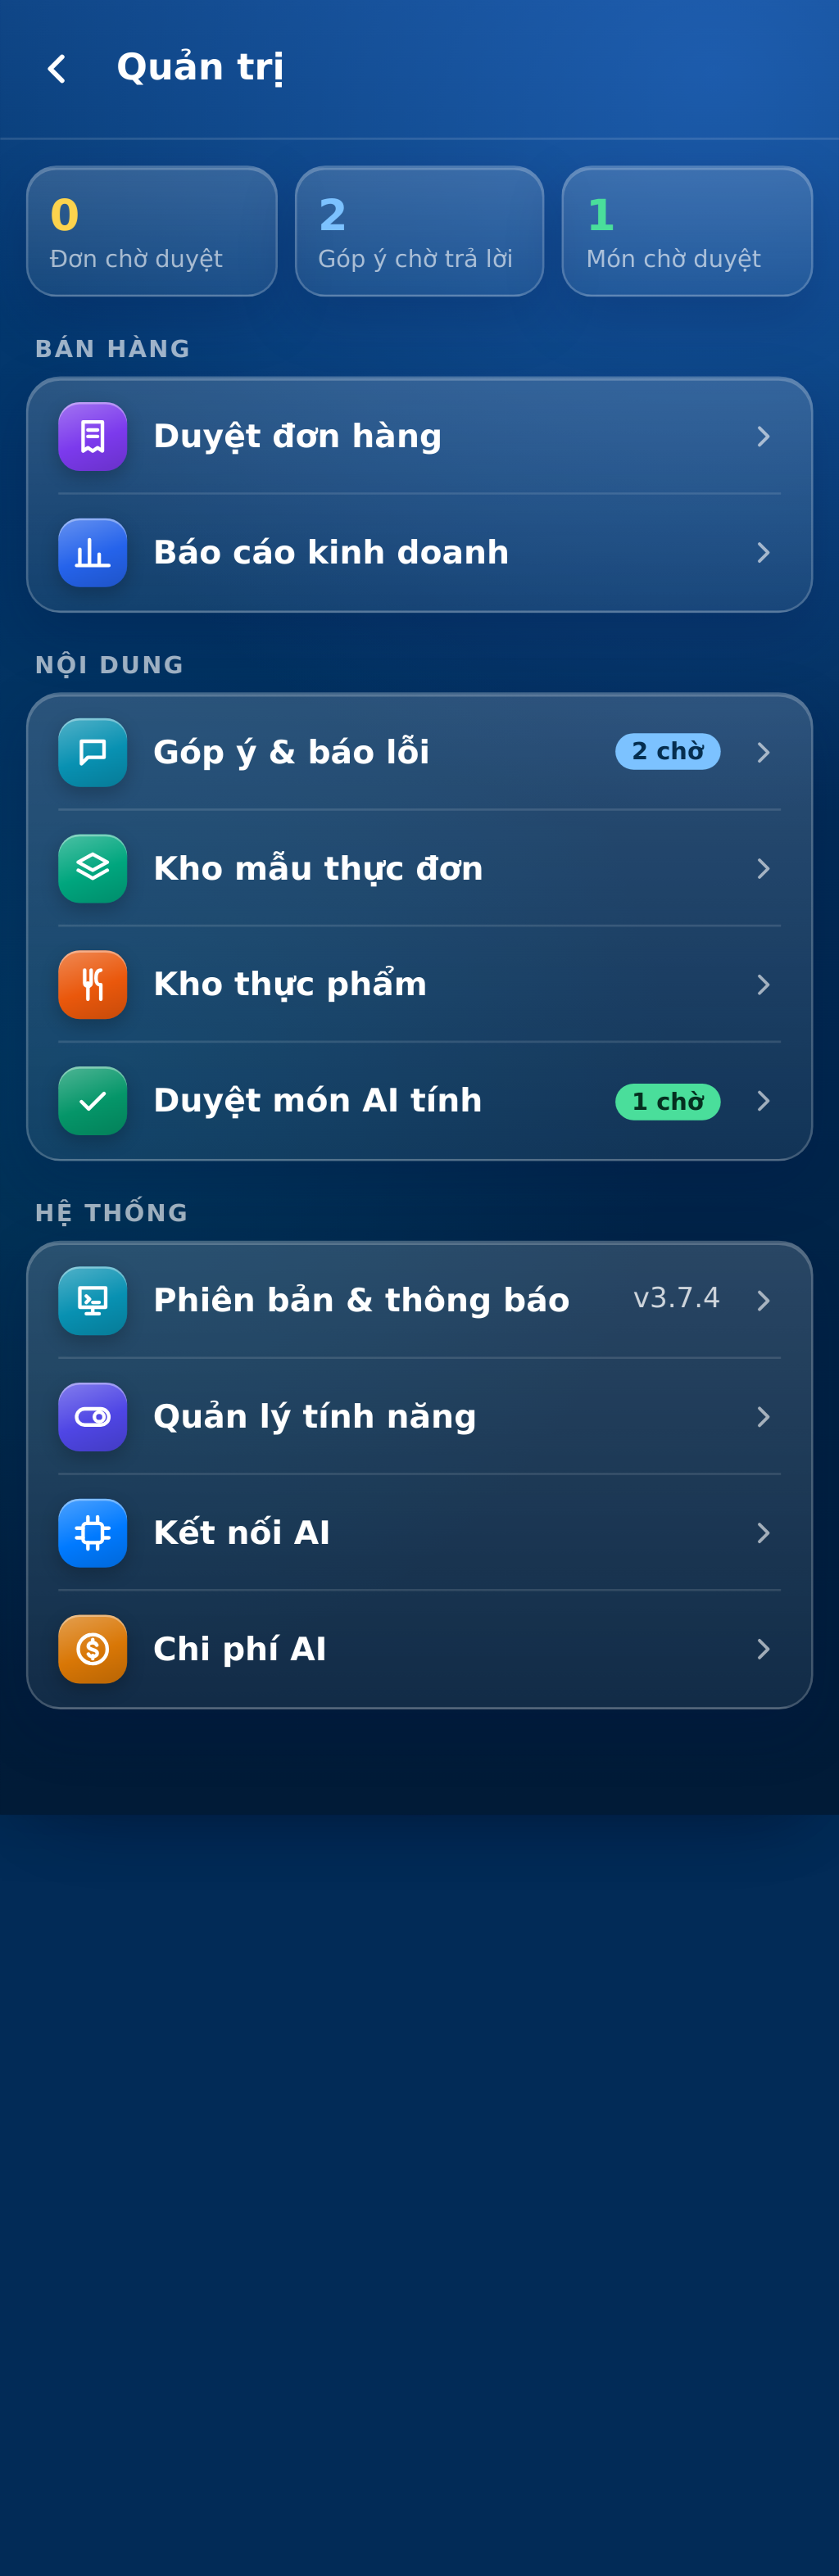 Quản trị
0
Đơn chờ duyệt
2
Góp ý chờ trả lời
1
Món chờ duyệt
BÁN HÀNG
Duyệt đơn hàng
Báo cáo kinh doanh
NỘI DUNG
Góp ý & báo lỗi
2 chờ
Kho mẫu thực đơn
Kho thực phẩm
Duyệt món AI tính
1 chờ
HỆ THỐNG
Phiên bản & thông báo
v3.7.4
Quản lý tính năng
Kết nối AI
Chi phí AI